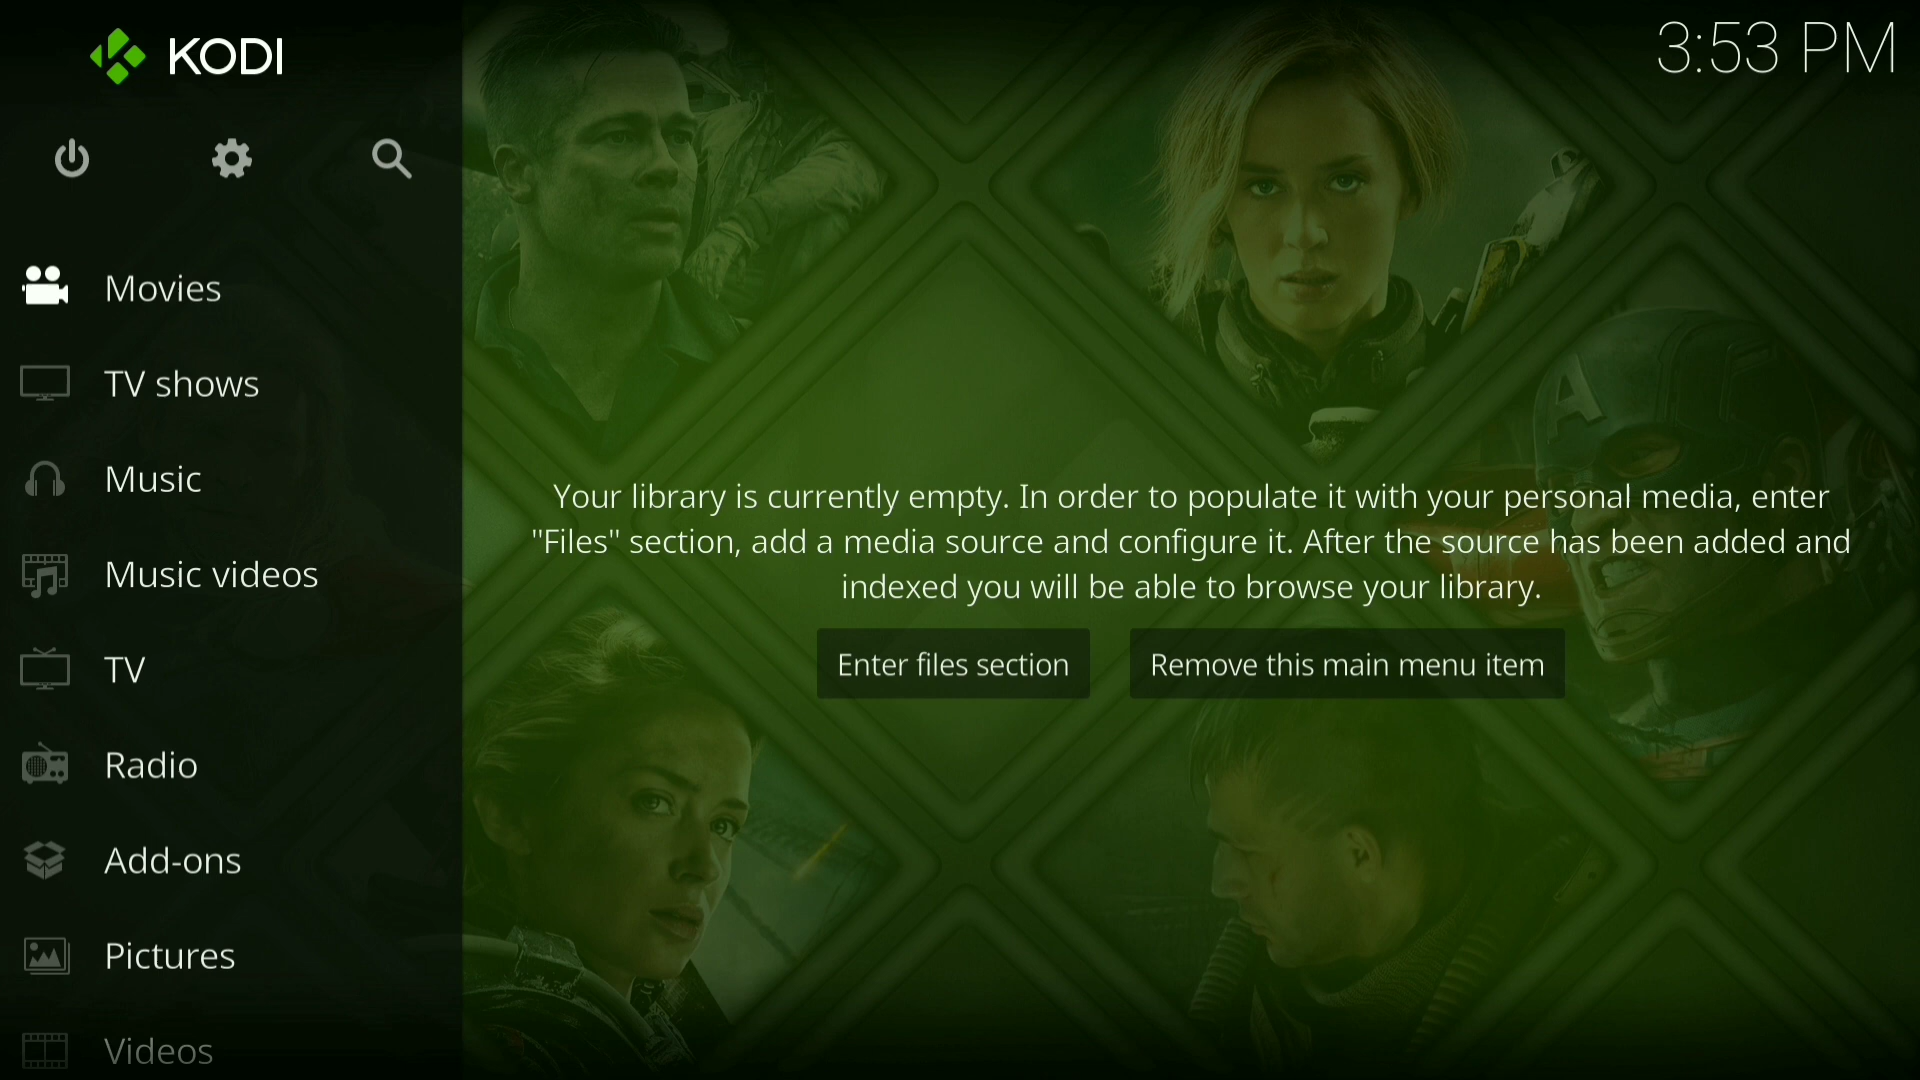 KODI
3:53 PM
Movies
TV shows
Music
Music videos
TV
Radio
Add-ons
Pictures
Videos
Your library is currently empty. In order to populate it with your personal media, enter
"Files" section, add a media source and configure it. After the source has been added and
indexed you will be able to browse your library.
Enter files section
Remove this main menu item
A